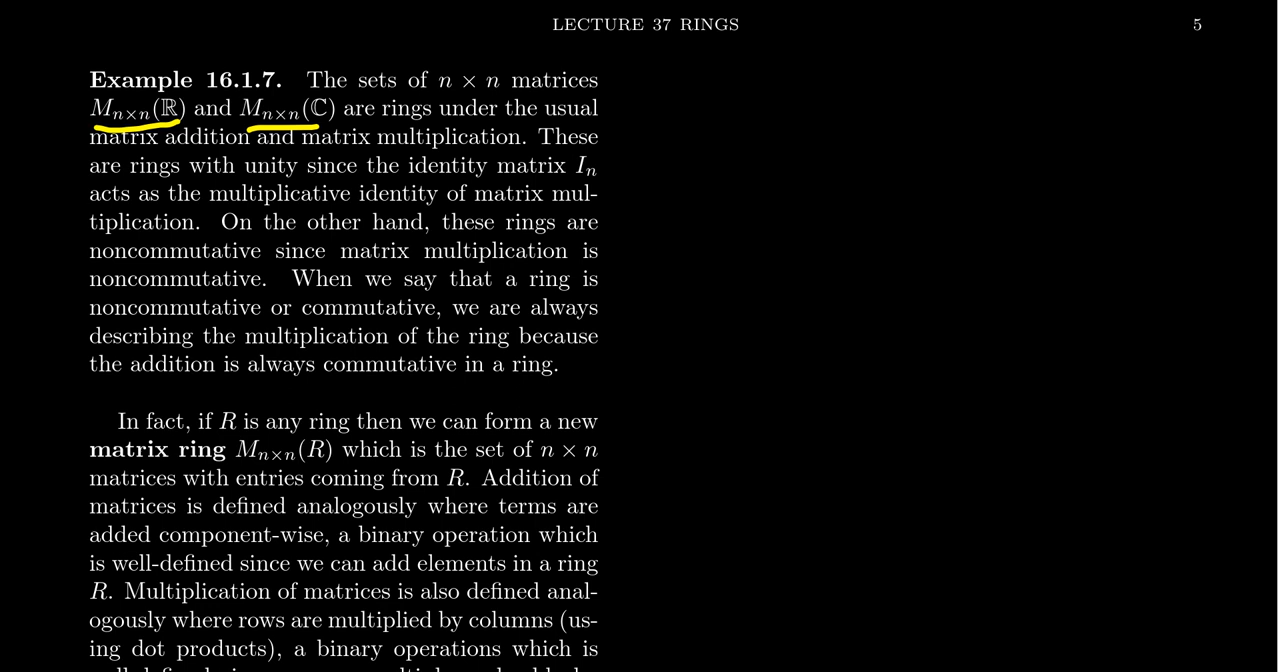 LECTURE 37 RINGS 5
Example 16.1.7. The sets of n × n matrices
Mₙₓₙ(ℝ) and Mₙₓₙ(ℂ) are rings under the usual
matrix addition and matrix multiplication. These
are rings with unity since the identity matrix Iₙ
acts as the multiplicative identity of matrix mul-
tiplication. On the other hand, these rings are
noncommutative since matrix multiplication is
noncommutative. When we say that a ring is
noncommutative or commutative, we are always
describing the multiplication of the ring because
the addition is always commutative in a ring.
In fact, if R is any ring then we can form a new
matrix ring Mₙₓₙ(R) which is the set of n × n
matrices with entries coming from R. Addition of
matrices is defined analogously where terms are
added component-wise, a binary operation which
is well-defined since we can add elements in a ring
R. Multiplication of matrices is also defined anal-
ogously where rows are multiplied by columns (us-
ing dot products), a binary operations which is